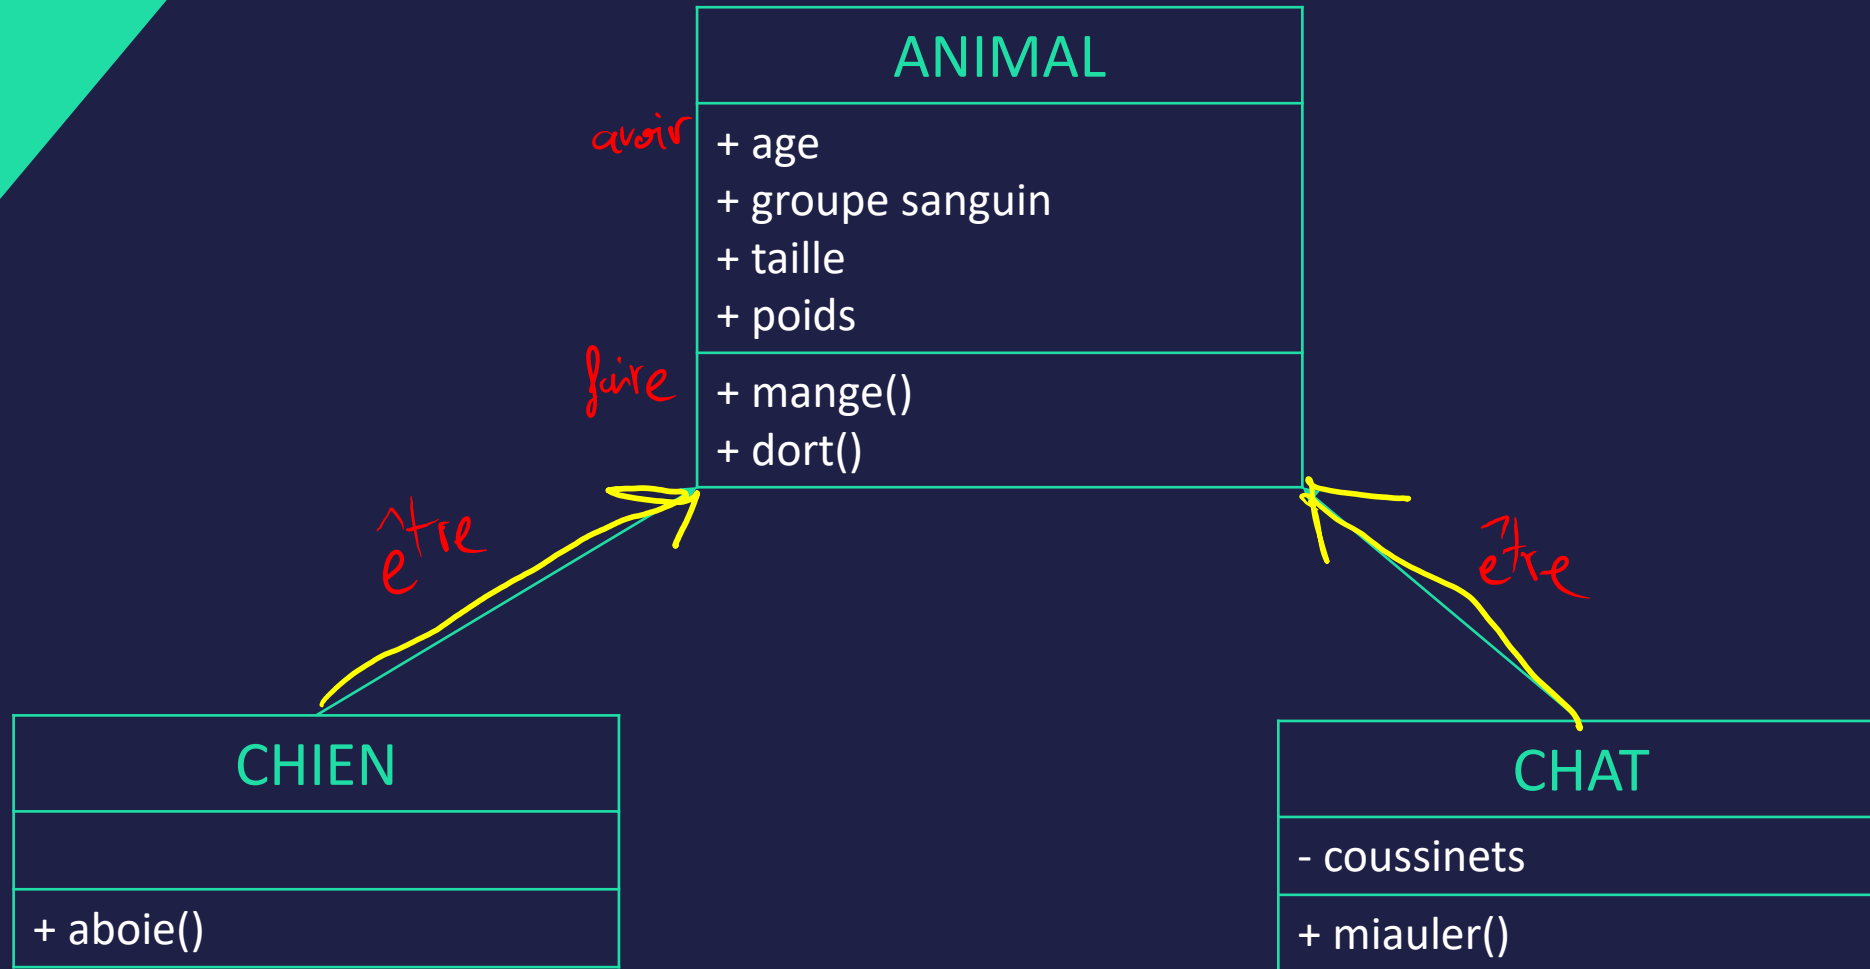 ANIMAL
avoir
+ age
+ groupe sanguin
+ taille
+ poids
faire
+ mange()
+ dort()
être
être
CHIEN
+ aboie()
CHAT
- coussinets
+ miauler()